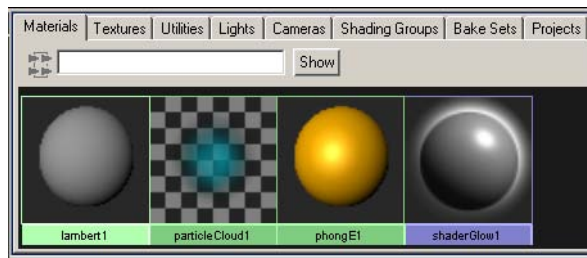 Materials Textures Utilities Lights Cameras Shading Groups Bake Sets Projects
Show
lambert1 particleCloud1 phongE1 shaderGlow1